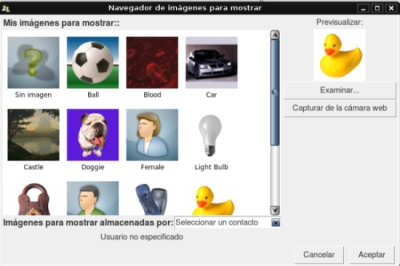 Navegador de imágenes para mostrar
Mis imágenes para mostrar::
Previsualizar:
Sin imagen
Ball
Blood
Car
Examinar...
Capturar de la cámara web
Castle
Doggie
Female
Light Bulb
Imágenes para mostrar almacenadas por:
Seleccionar un contacto
Usuario no especificado
Cancelar
Aceptar